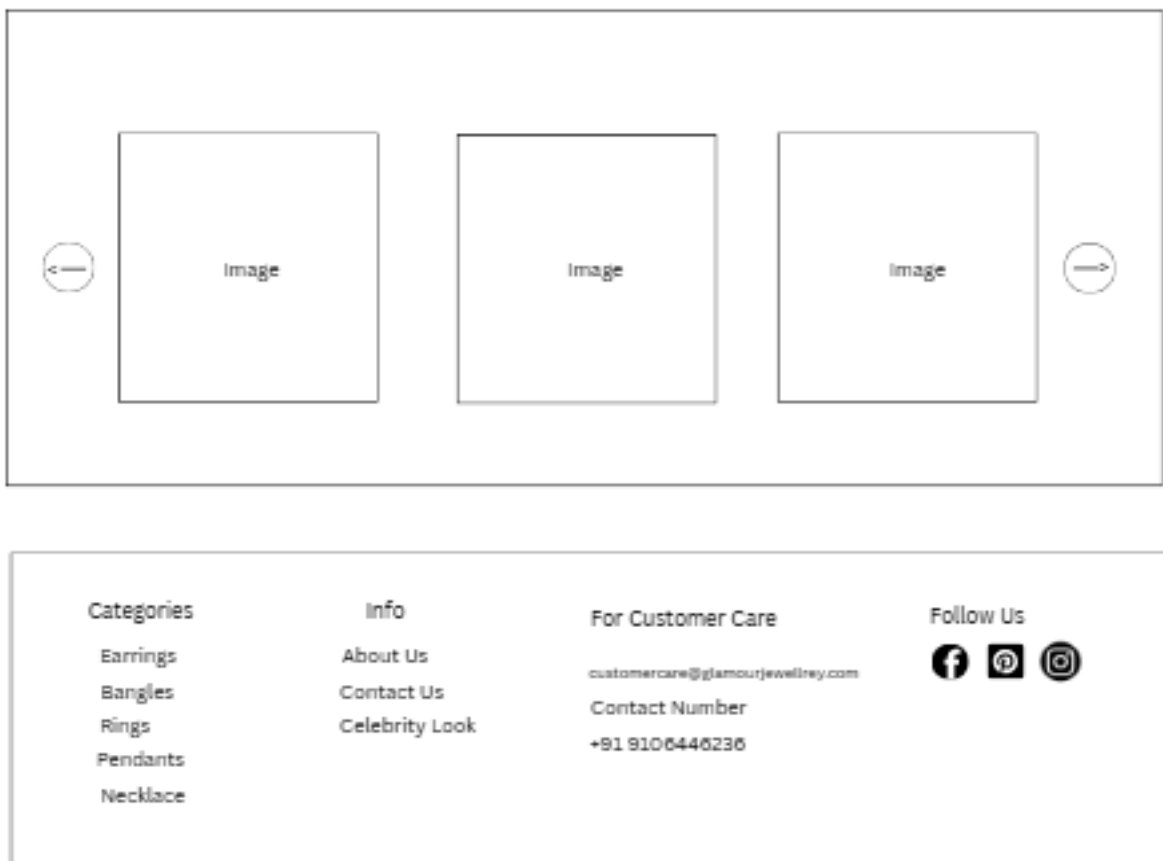 Image
Image
Image
Categories
Earrings
Bangles
Rings
Pendants
Necklace
Info
About Us
Contact Us
Celebrity Look
For Customer Care
customercare@glamourjewellrey.com
Contact Number
+91 9106446236
Follow Us